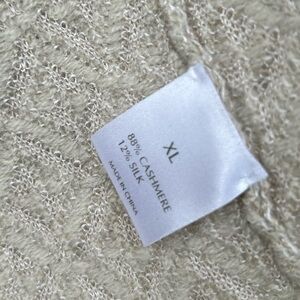 XL
88% CASHMERE
12% SILK
MADE IN CHINA